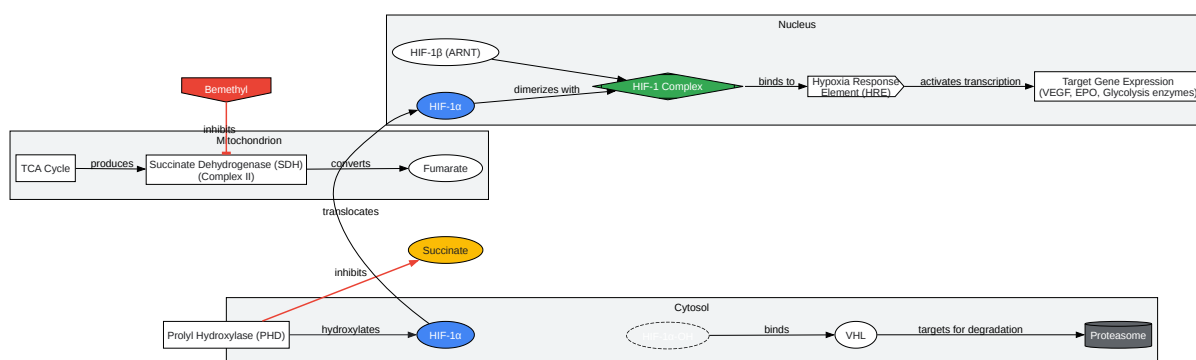 Nucleus
HIF-1β (ARNT)
HIF-1α
dimerizes with
HIF-1 Complex
binds to
Hypoxia Response
Element (HRE)
activates transcription
Target Gene Expression
(VEGF, EPO, Glycolysis enzymes)
Bemethyl
inhibits
Mitochondrion
TCA Cycle
produces
Succinate Dehydrogenase (SDH)
(Complex II)
converts
Fumarate
translocates
Succinate
inhibits
Cytosol
Prolyl Hydroxylase (PHD)
hydroxylates
HIF-1α
binds
VHL
targets for degradation
Proteasome